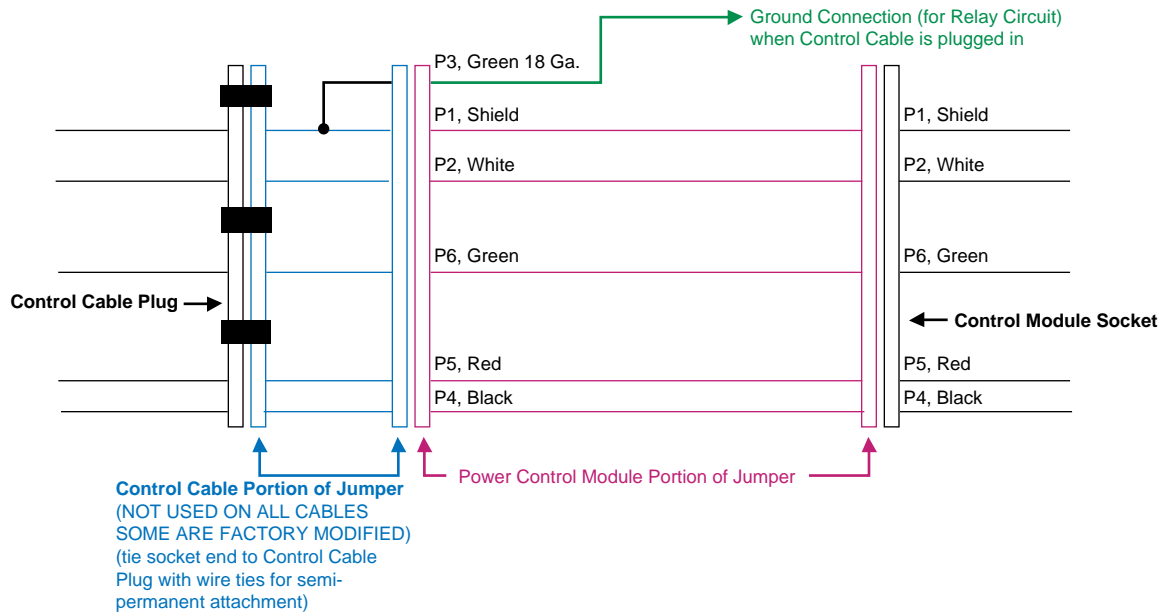 Ground Connection (for Relay Circuit)
when Control Cable is plugged in
P3, Green 18 Ga.
P1, Shield
P1, Shield
P2, White
P2, White
P6, Green
P6, Green
Control Cable Plug
Control Module Socket
P5, Red
P5, Red
P4, Black
P4, Black
Power Control Module Portion of Jumper
Control Cable Portion of Jumper
(NOT USED ON ALL CABLES
SOME ARE FACTORY MODIFIED)
(tie socket end to Control Cable
Plug with wire ties for semi-
permanent attachment)